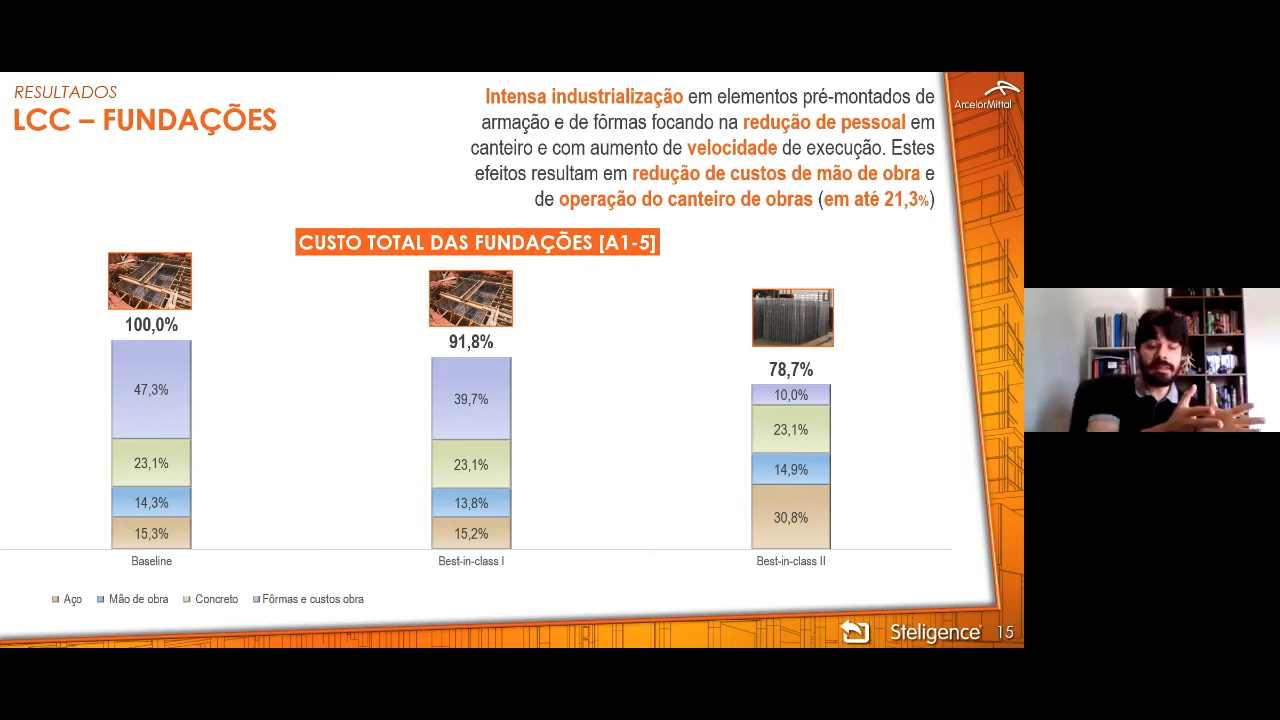 RESULTADOS
LCC – FUNDAÇÕES
Intensa industrialização em elementos pré-montados de
armação e de fôrmas focando na redução de pessoal em
canteiro e com aumento de velocidade de execução. Estes
efeitos resultam em redução de custos de mão de obra e
de operação do canteiro de obras (em até 21,3%)
ArcelorMittal
CUSTO TOTAL DAS FUNDAÇÕES [A1-5]
100,0%
47,3%
23,1%
14,3%
15,3%
Baseline
91,8%
39,7%
23,1%
13,8%
15,2%
Best-in-class I
78,7%
10,0%
23,1%
14,9%
30,8%
Best-in-class II
Aço Mão de obra Concreto Fôrmas e custos obra
Steligence® 15